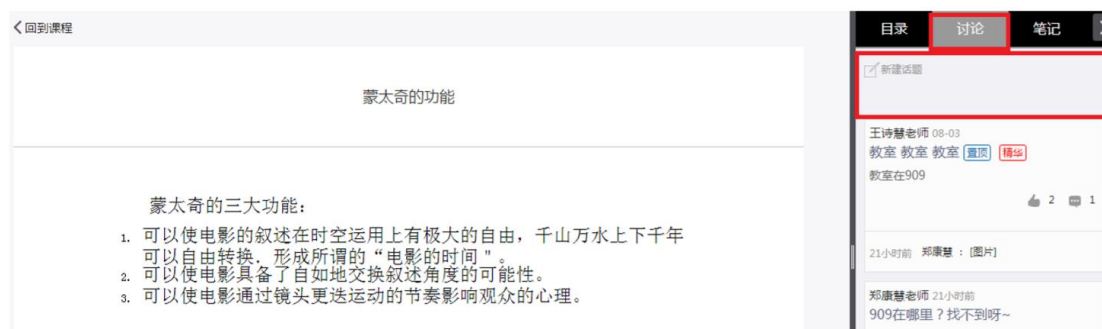 回到课程
蒙太奇的功能
蒙太奇的三大功能：
1. 可以使电影的叙述在时空运用上有极大的自由，千山万水上下千年
可以自由转换．形成所谓的“电影的时间＂。
2. 可以使电影具备了自如地交换叙述角度的可能性。
3. 可以使电影通过镜头更迭运动的节奏影响观众的心理。
目录 讨论 笔记
新建话题
王诗慧老师 08-03
教室 教室 教室 置顶 精华
教室在909
2 1
21小时前 郑康慧 : [图片]
郑康慧老师 21小时前
909在哪里？找不到呀~